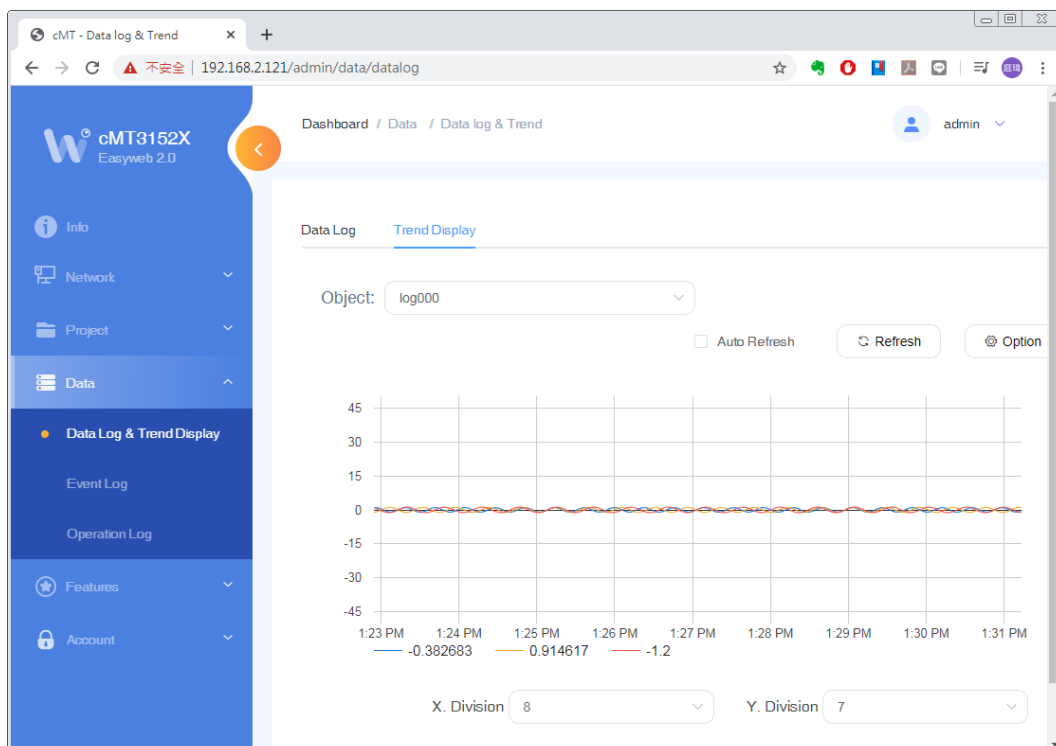 cMT - Data log & Trend
不安全 192.168.2.121/admin/data/datalog
庭瑋
cMT3152X
Easyweb 2.0
Dashboard / Data / Data log & Trend
admin
Info
Network
Project
Data
Data Log & Trend Display
Event Log
Operation Log
Features
Account
Data Log Trend Display
Object: log000
Auto Refresh Refresh Option
45
30
15
0
-15
-30
-45
1:23 PM 1:24 PM 1:25 PM 1:26 PM 1:27 PM 1:28 PM 1:29 PM 1:30 PM 1:31 PM
-0.382683 0.914617 -1.2
X. Division 8 Y. Division 7